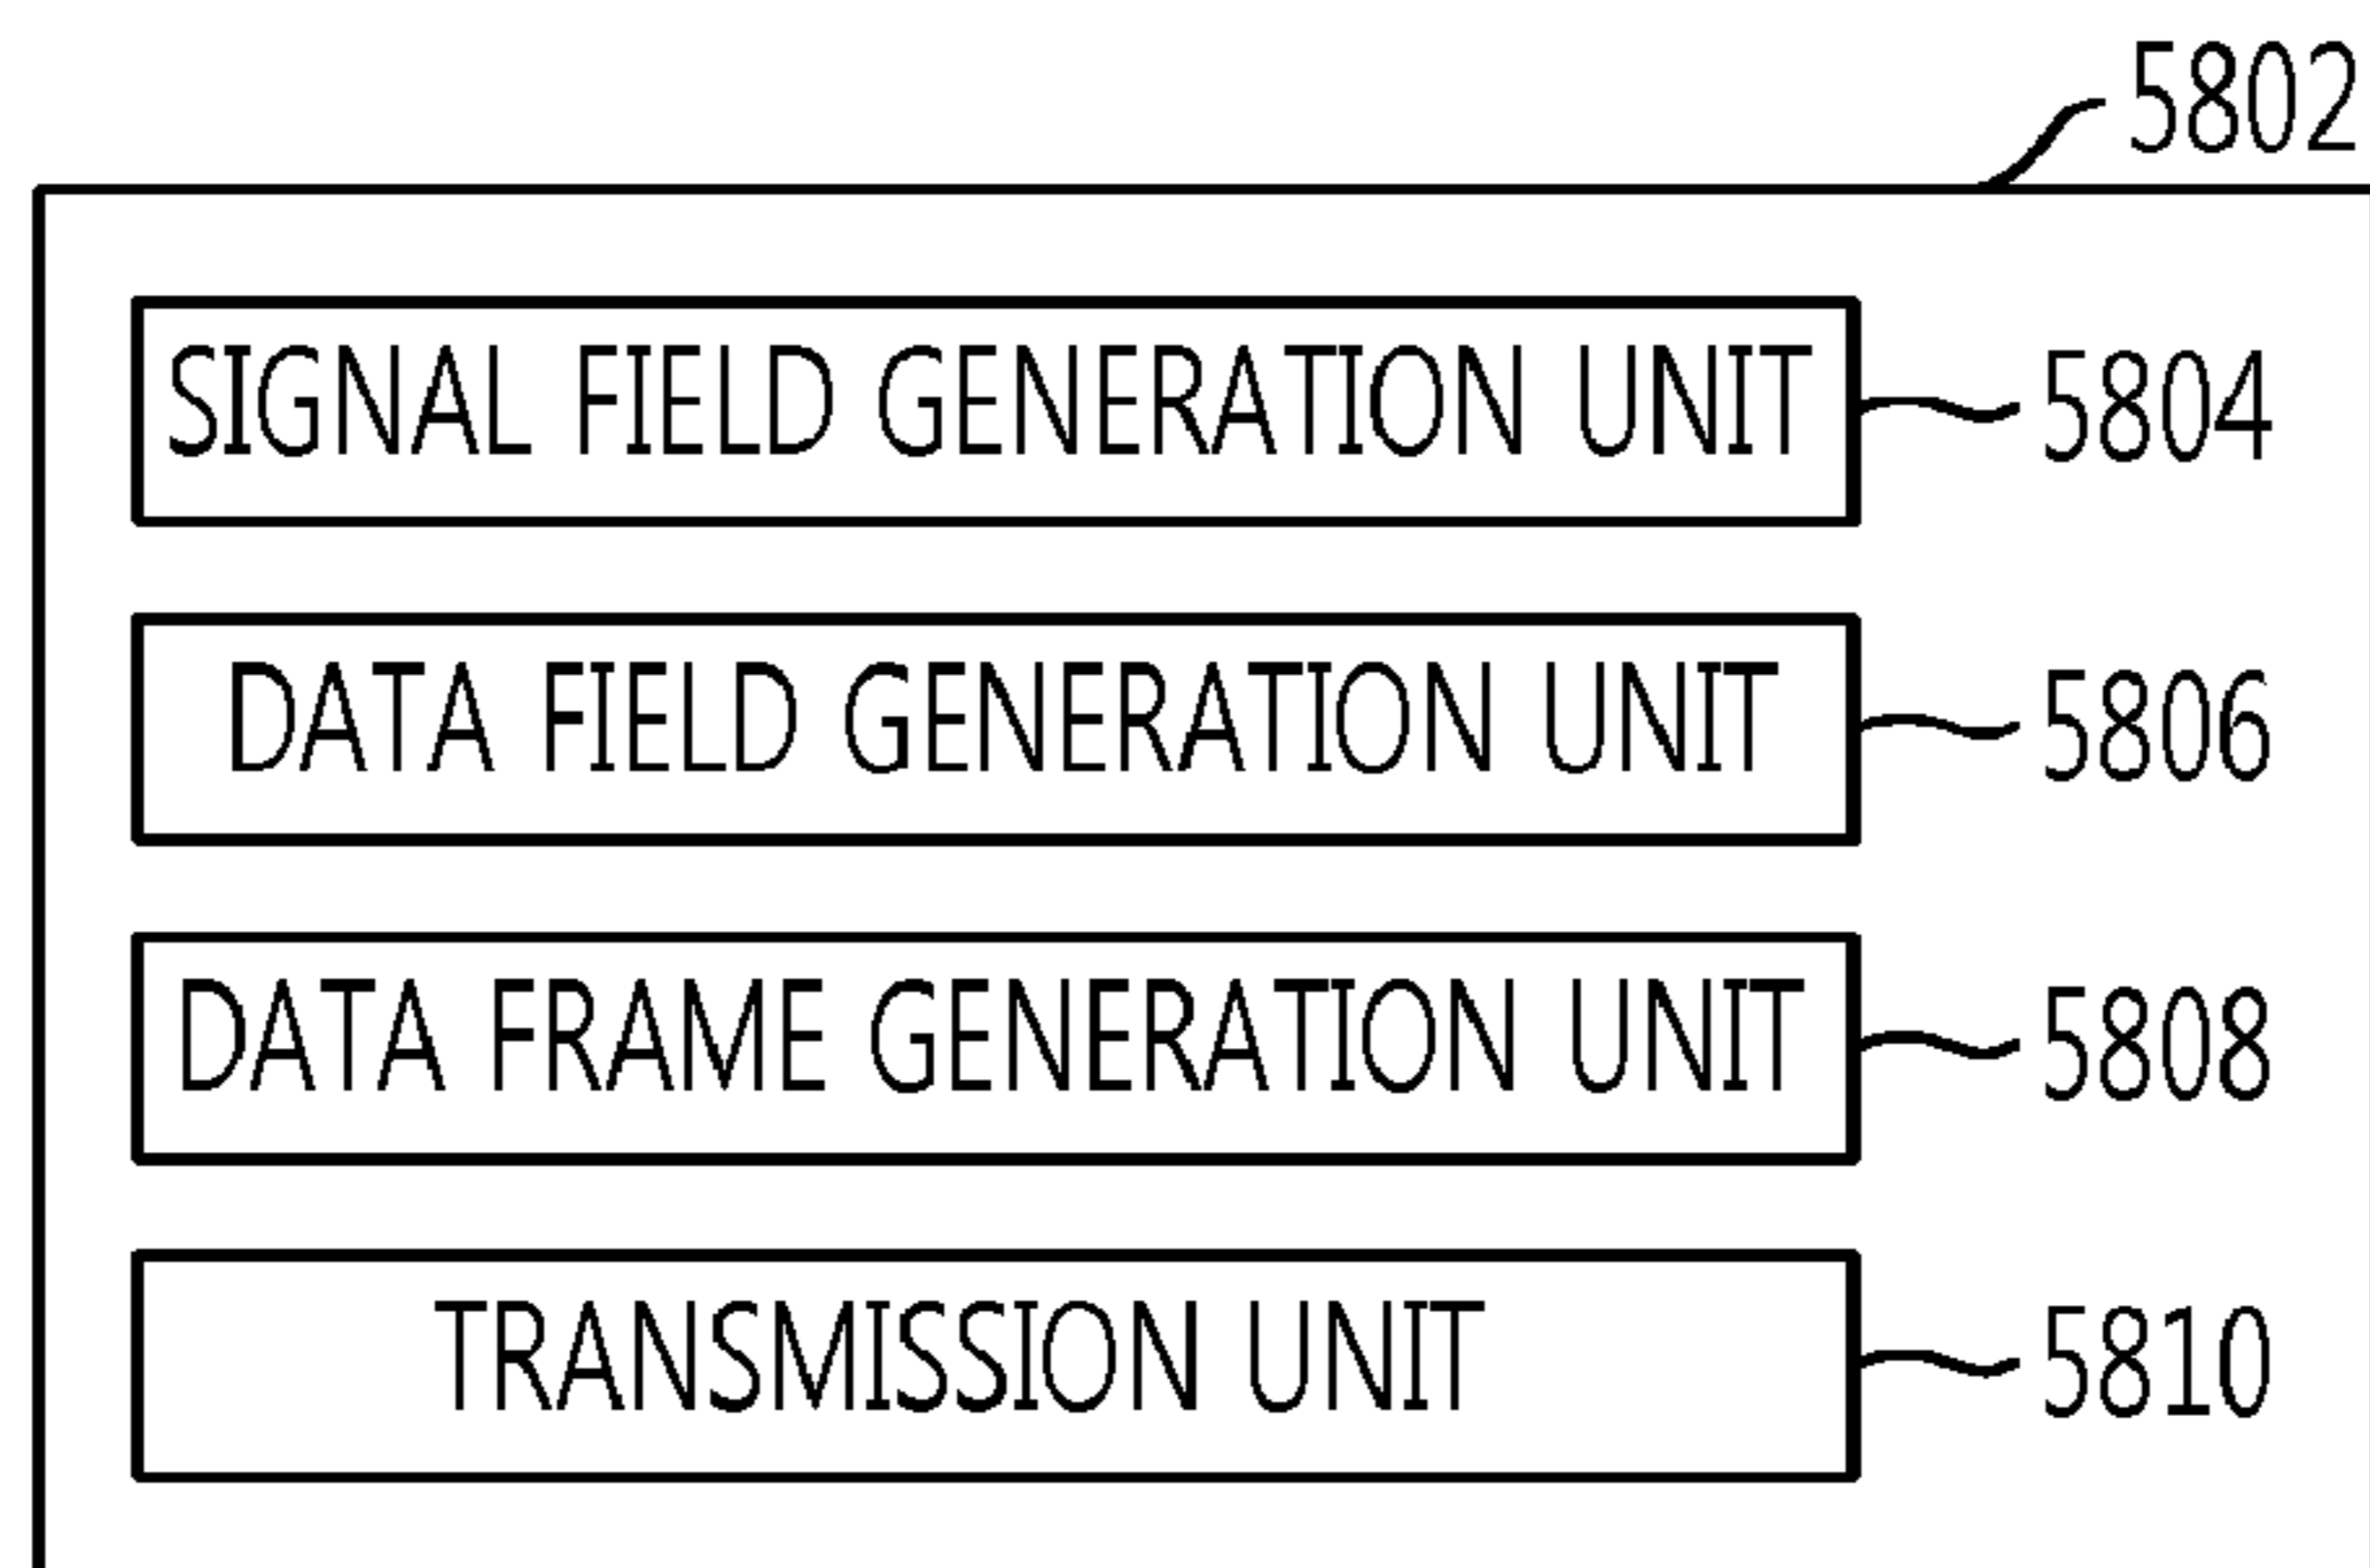 5802
SIGNAL FIELD GENERATION UNIT 5804
DATA FIELD GENERATION UNIT 5806
DATA FRAME GENERATION UNIT 5808
TRANSMISSION UNIT 5810